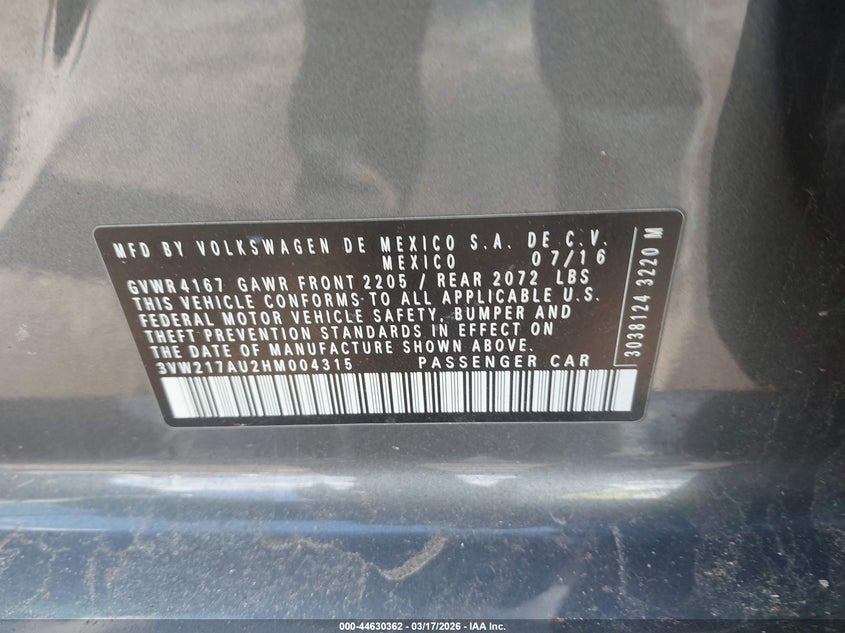 MFD BY VOLKSWAGEN DE MEXICO S.A. DE C.V.
MEXICO 07/16
GVWR4167 GAWR FRONT 2205 / REAR 2072 LBS
THIS VEHICLE CONFORMS TO ALL APPLICABLE U.S.
FEDERAL MOTOR VEHICLE SAFETY, BUMPER AND
THEFT PREVENTION STANDARDS IN EFFECT ON
THE DATE OF MANUFACTURE SHOWN ABOVE.
3VW217AU2HM004315 PASSENGER CAR
3038124 3220 M
000-44630362 — 03/17/2026 — IAA Inc.